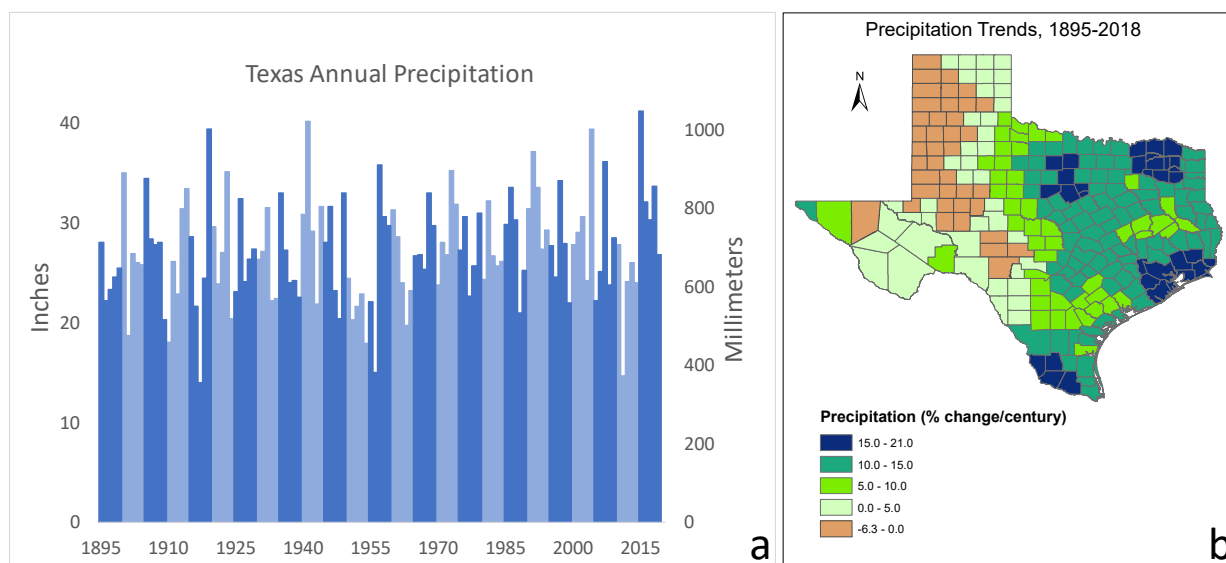 Texas Annual Precipitation
Inches
40
30
20
10
0
1000
800
600
400
200
0
Millimeters
1895 1910 1925 1940 1955 1970 1985 2000 2015
a
Precipitation Trends, 1895-2018
N
Precipitation (% change/century)
15.0 - 21.0
10.0 - 15.0
5.0 - 10.0
0.0 - 5.0
-6.3 - 0.0
b